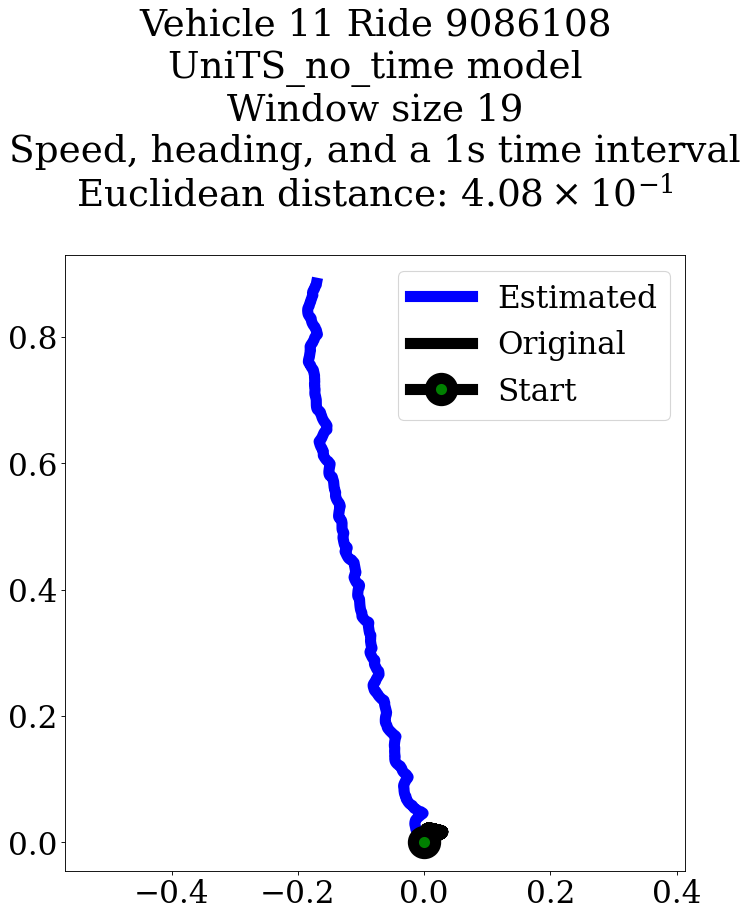 Vehicle 11 Ride 9086108
UniTS_no_time model
Window size 19
Speed, heading, and a 1s time interval
Euclidean distance: 4.08 × 10⁻¹
Estimated
Original
Start
0.8
0.6
0.4
0.2
0.0
−0.4 −0.2 0.0 0.2 0.4